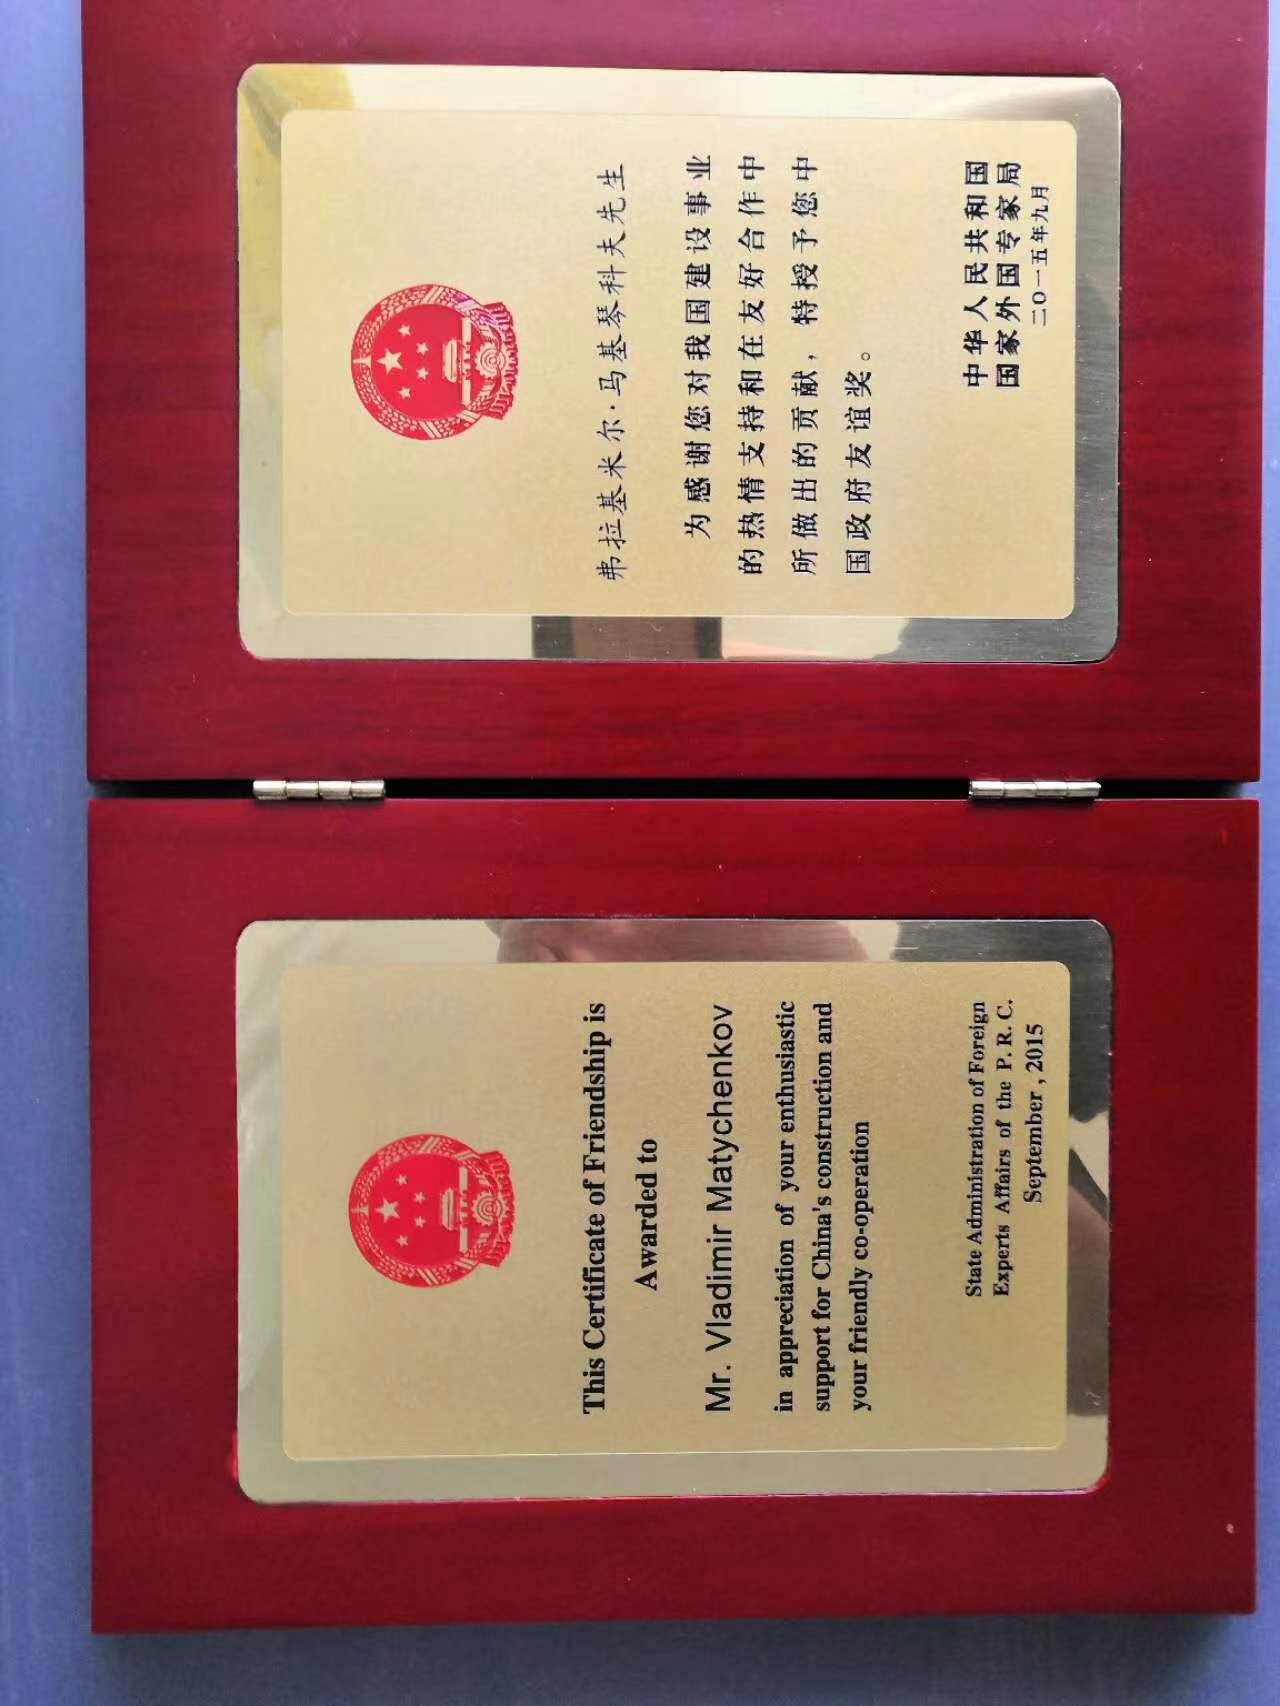 This Certificate of Friendship is
Awarded to
Mr. Vladimir Matychenkov
in appreciation of your enthusiastic
support for China's construction and
your friendly co-operation
State Administration of Foreign
Experts Affairs of the P. R. C.
September , 2015
弗拉基米尔·马基琴科夫先生
为感谢您对我国建设事业
的热情支持和在友好合作中
所做出的贡献，特授予您中
国政府友谊奖。
中华人民共和国
国家外国专家局
二〇一五年九月